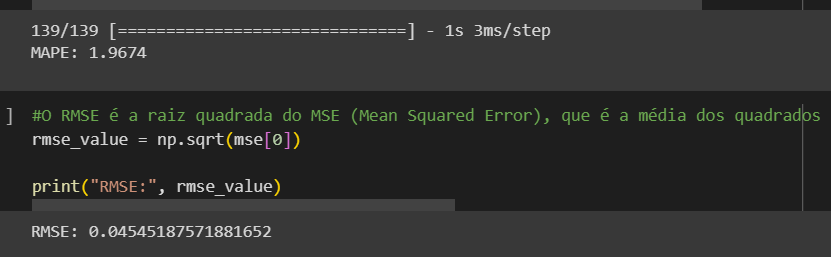 139/139 [==============================] - 1s 3ms/step
MAPE: 1.9674
] #O RMSE é a raiz quadrada do MSE (Mean Squared Error), que é a média dos quadrados
rmse_value = np.sqrt(mse[0])
print("RMSE:", rmse_value)
RMSE: 0.04545187571881652